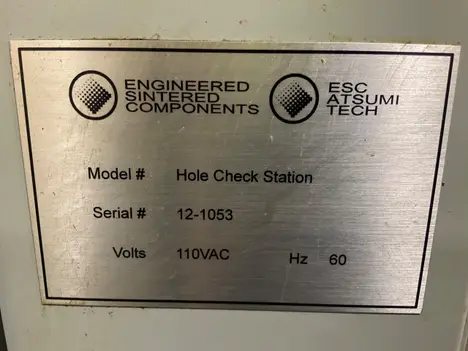 ENGINEERED
SINTERED
COMPONENTS
ESC
ATSUMI
TECH
Model # Hole Check Station
Serial # 12-1053
Volts 110VAC Hz 60